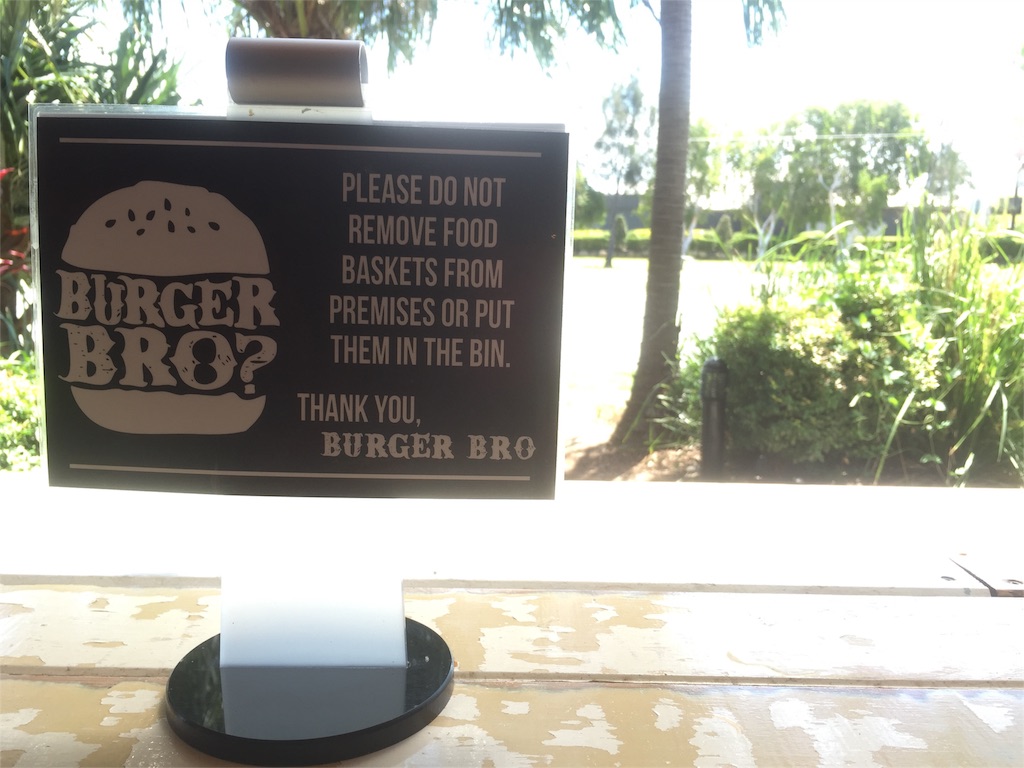 BURGER
BRO?
PLEASE DO NOT
REMOVE FOOD
BASKETS FROM
PREMISES OR PUT
THEM IN THE BIN.
THANK YOU,
BURGER BRO